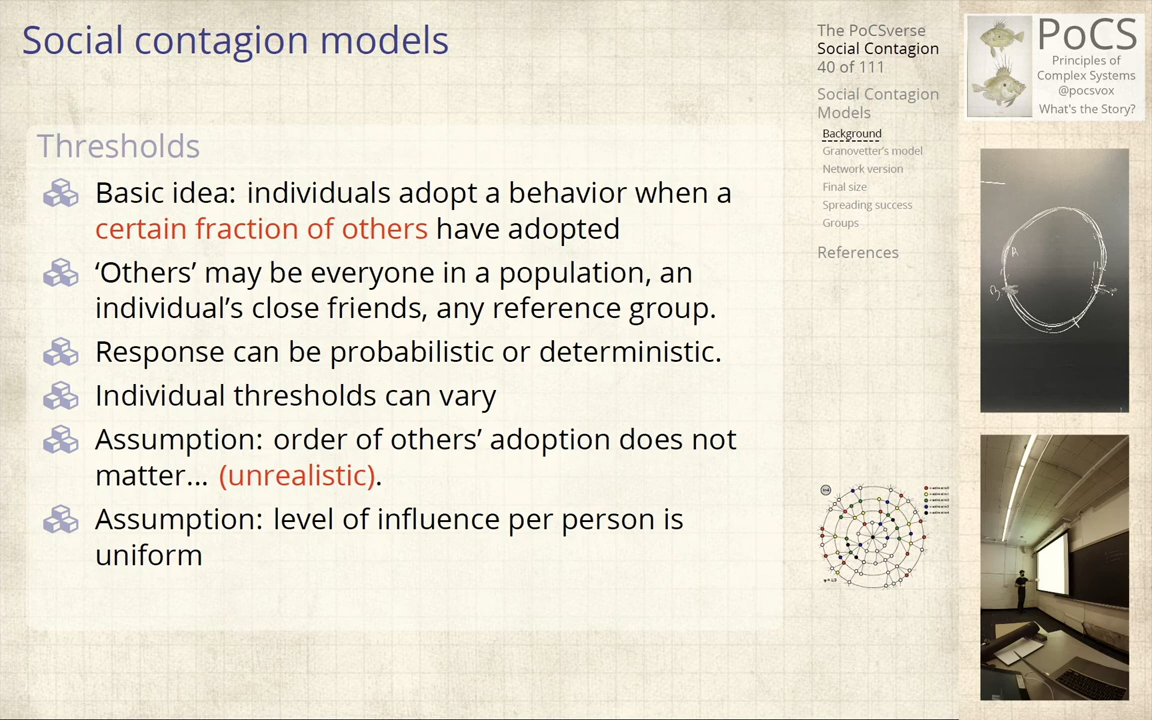 Social contagion models
Thresholds
Basic idea: individuals adopt a behavior when a
certain fraction of others have adopted
‘Others’ may be everyone in a population, an
individual’s close friends, any reference group.
Response can be probabilistic or deterministic.
Individual thresholds can vary
Assumption: order of others’ adoption does not
matter... (unrealistic).
Assumption: level of influence per person is
uniform
The PoCSverse
Social Contagion
40 of 111
Social Contagion
Models
Background
Granovetter's model
Network version
Final size
Spreading success
Groups
References
PoCS
Principles of
Complex Systems
@pocsvox
What's the Story?